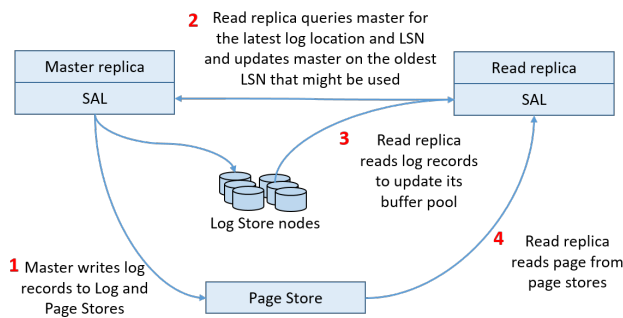 2 Read replica queries master for
the latest log location and LSN
and updates master on the oldest
LSN that might be used
Master replica
SAL
Read replica
SAL
3 Read replica
reads log records
to update its
buffer pool
Log Store nodes
4 Read replica
reads page from
page stores
1 Master writes log
records to Log and
Page Stores
Page Store